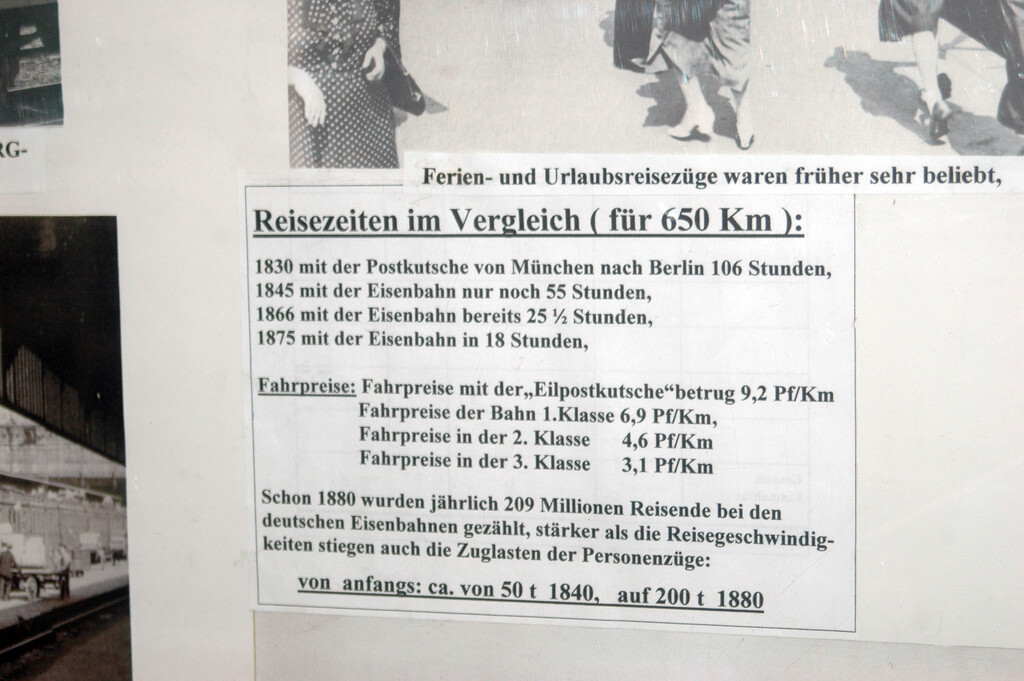 RG-
Ferien- und Urlaubsreisezüge waren früher sehr beliebt,
Reisezeiten im Vergleich ( für 650 Km ):
1830 mit der Postkutsche von München nach Berlin 106 Stunden,
1845 mit der Eisenbahn nur noch 55 Stunden,
1866 mit der Eisenbahn bereits 25 ½ Stunden,
1875 mit der Eisenbahn in 18 Stunden,
Fahrpreise: Fahrpreise mit der„Eilpostkutsche“betrug 9,2 Pf/Km
Fahrpreise der Bahn 1.Klasse 6,9 Pf/Km,
Fahrpreise in der 2. Klasse 4,6 Pf/Km
Fahrpreise in der 3. Klasse 3,1 Pf/Km
Schon 1880 wurden jährlich 209 Millionen Reisende bei den
deutschen Eisenbahnen gezählt, stärker als die Reisegeschwindig-
keiten stiegen auch die Zuglasten der Personenzüge:
von anfangs: ca. von 50 t 1840, auf 200 t 1880